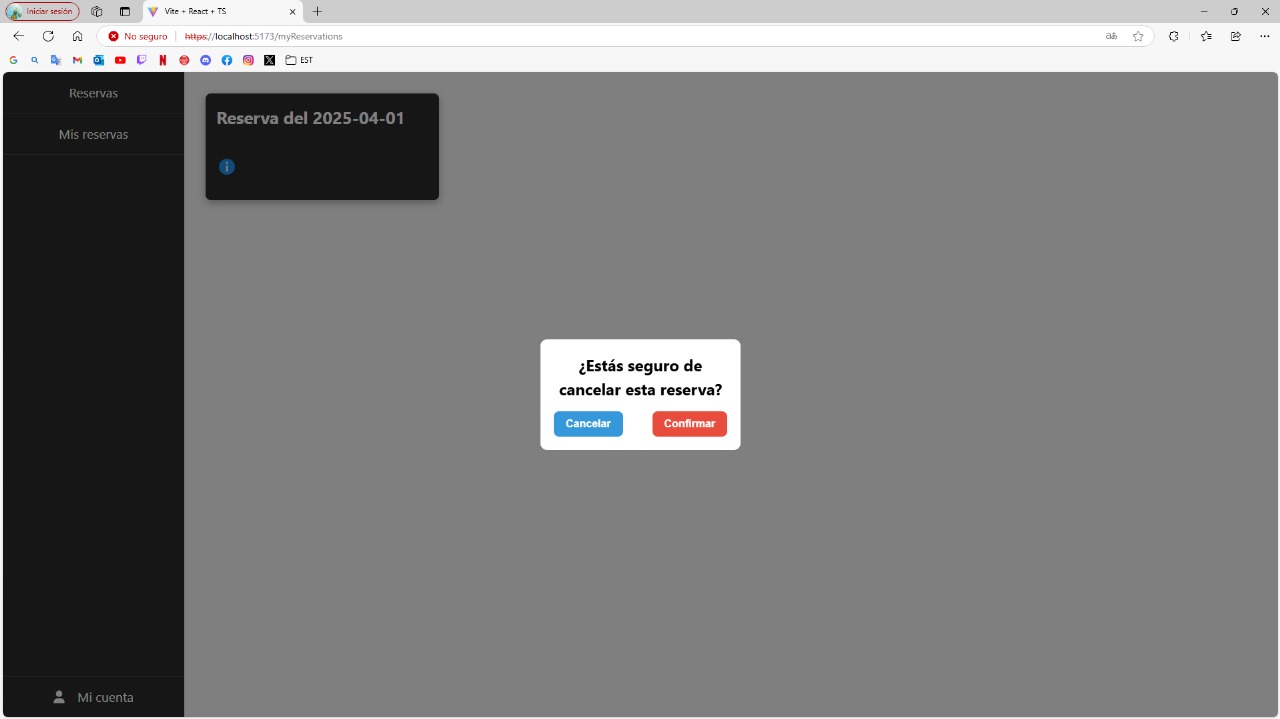 Iniciar sesión
Vite + React + TS
No seguro
https://localhost:5173/myReservations
EST
Reservas
Mis reservas
Reserva del 2025-04-01
¿Estás seguro de
cancelar esta reserva?
Cancelar
Confirmar
Mi cuenta